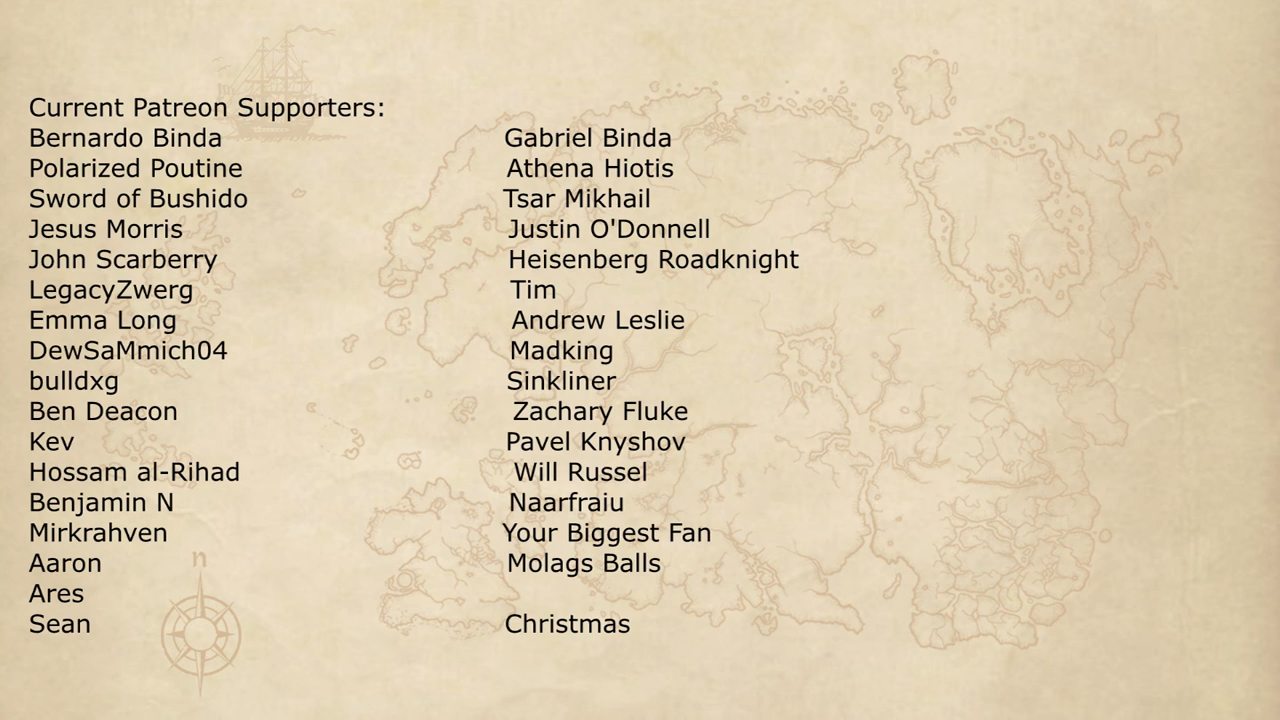 Current Patreon Supporters:
Bernardo Binda Gabriel Binda
Polarized Poutine Athena Hiotis
Sword of Bushido Tsar Mikhail
Jesus Morris Justin O'Donnell
John Scarberry Heisenberg Roadknight
LegacyZwerg Tim
Emma Long Andrew Leslie
DewSaMmich04 Madking
bulldxg Sinkliner
Ben Deacon Zachary Fluke
Kev Pavel Knyshov
Hossam al-Rihad Will Russel
Benjamin N Naarfraiu
Mirkrahven Your Biggest Fan
Aaron Molags Balls
Ares
Sean Christmas
n